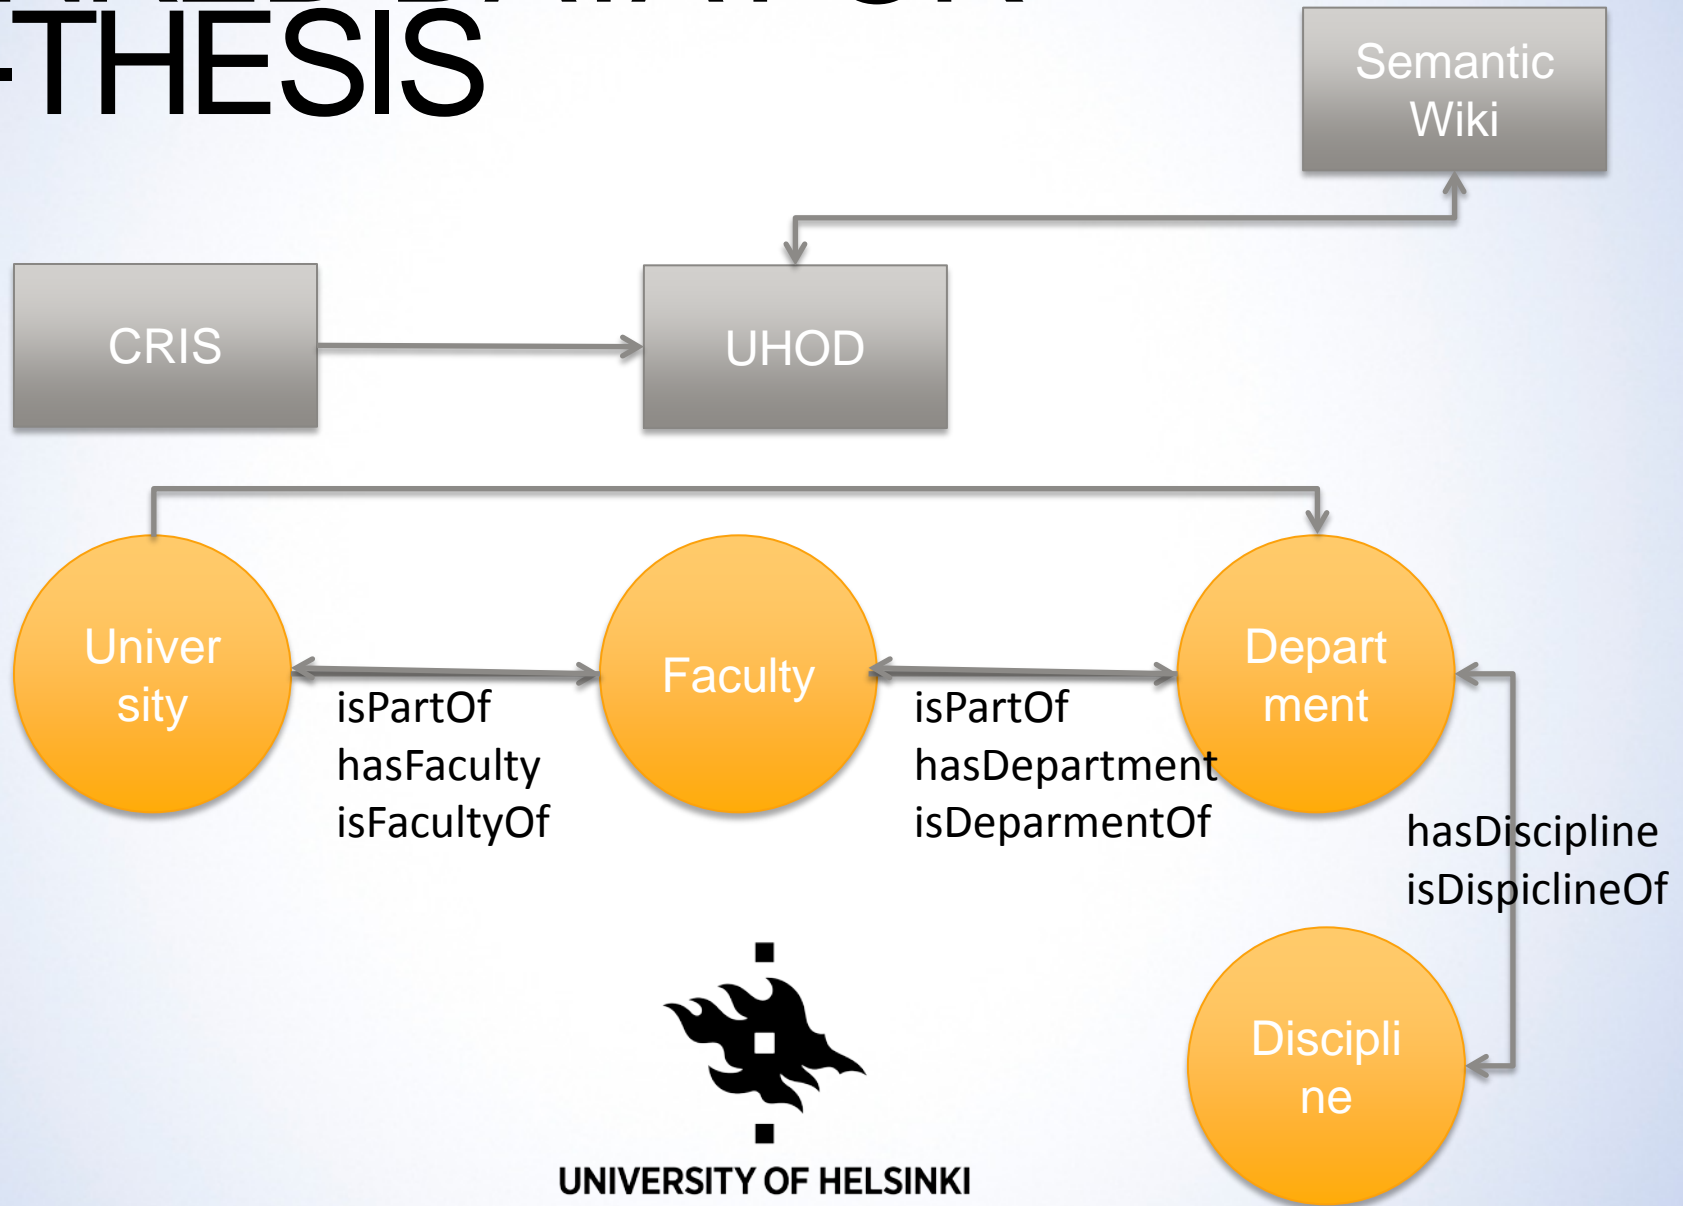 -THESIS
Semantic
Wiki
CRIS
UHOD
Univer
sity
Faculty
Depart
ment
isPartOf
hasFaculty
isFacultyOf
isPartOf
hasDepartment
isDeparmentOf
hasDiscipline
isDispiclineOf
Discipli
ne
UNIVERSITY OF HELSINKI